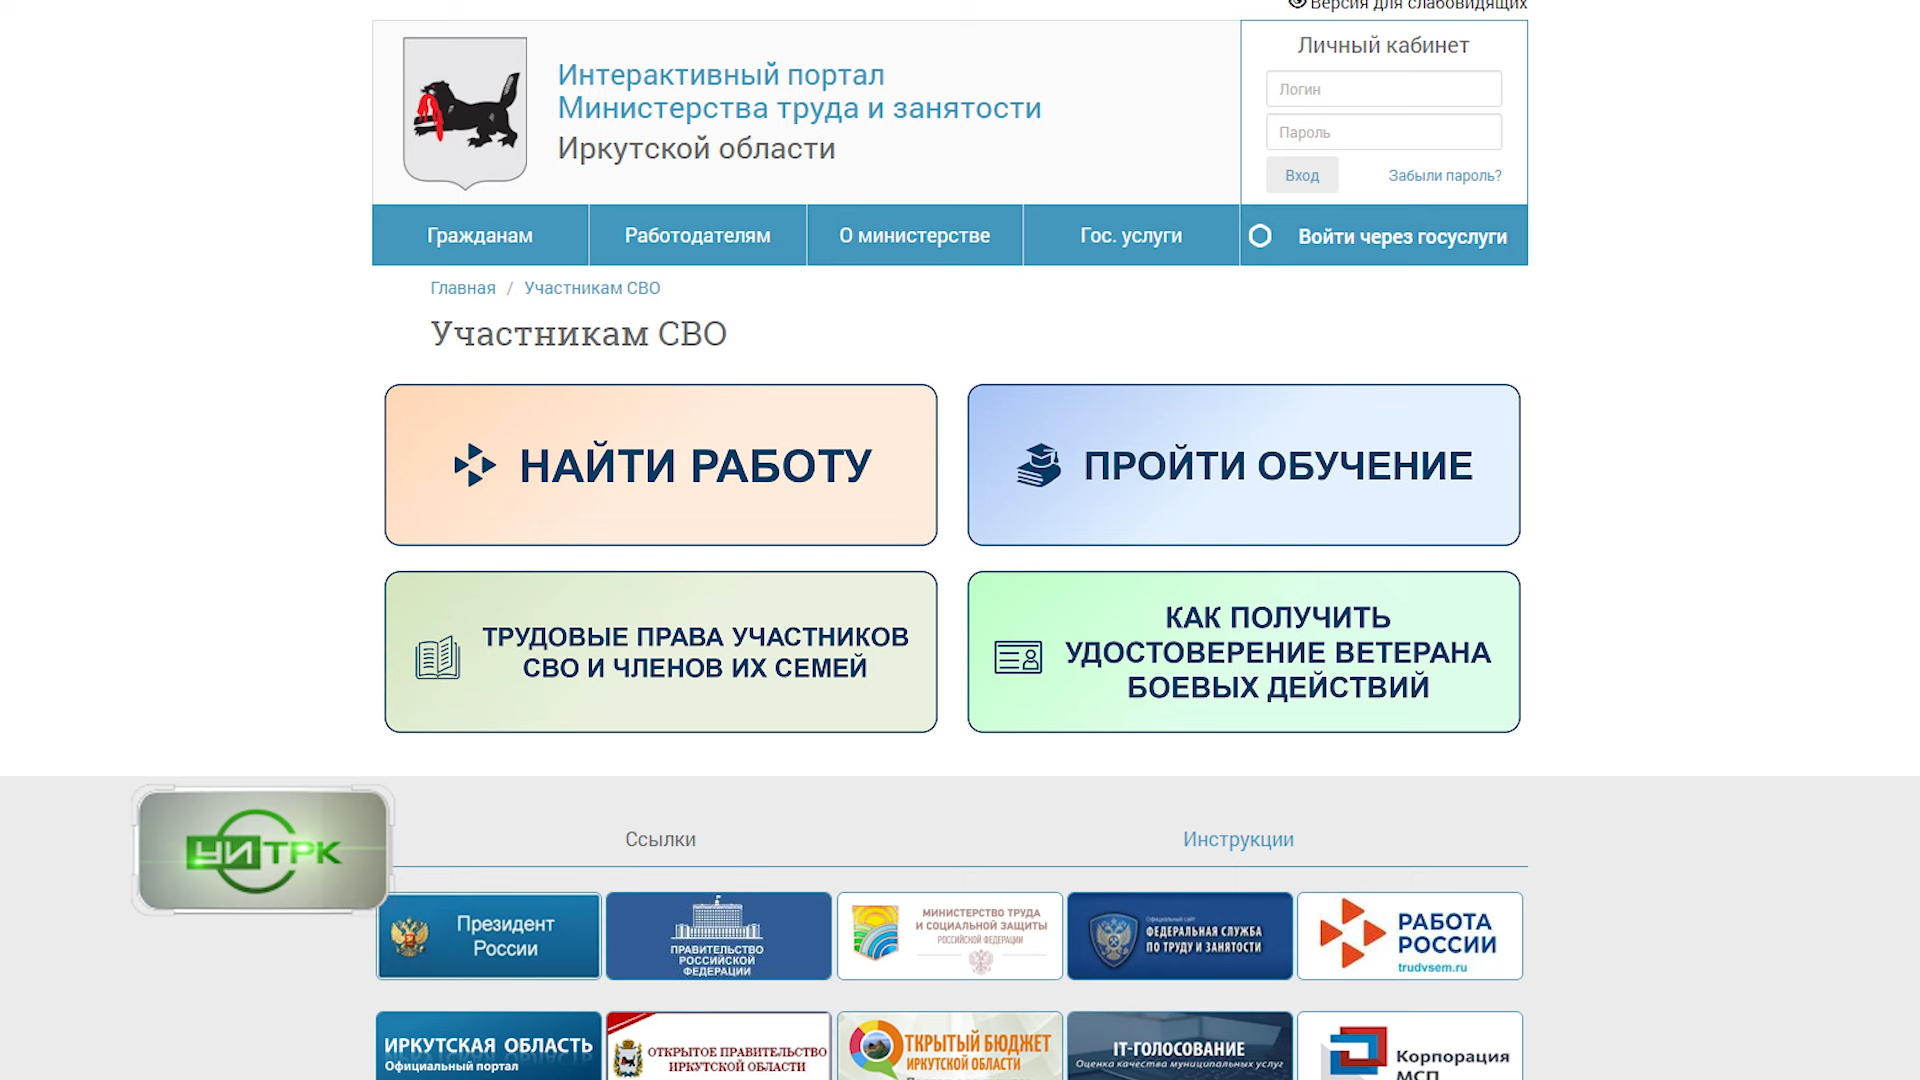 Версия для слабовидящих
Интерактивный портал
Министерства труда и занятости
Иркутской области
Личный кабинет
Логин
Пароль
Вход
Забыли пароль?
Гражданам
Работодателям
О министерстве
Гос. услуги
Войти через госуслуги
Главная / Участникам СВО
Участникам СВО
НАЙТИ РАБОТУ
ПРОЙТИ ОБУЧЕНИЕ
ТРУДОВЫЕ ПРАВА УЧАСТНИКОВ
СВО И ЧЛЕНОВ ИХ СЕМЕЙ
КАК ПОЛУЧИТЬ
УДОСТОВЕРЕНИЕ ВЕТЕРАНА
БОЕВЫХ ДЕЙСТВИЙ
УИТРК
Ссылки
Инструкции
Президент
России
ПРАВИТЕЛЬСТВО
РОССИЙСКОЙ
ФЕДЕРАЦИИ
МИНИСТЕРСТВО ТРУДА
И СОЦИАЛЬНОЙ ЗАЩИТЫ
РОССИЙСКОЙ ФЕДЕРАЦИИ
Официальный сайт
ФЕДЕРАЛЬНАЯ СЛУЖБА
ПО ТРУДУ И ЗАНЯТОСТИ
РАБОТА
РОССИИ
trudvsem.ru
ИРКУТСКАЯ ОБЛАСТЬ
Официальный портал
ОТКРЫТОЕ ПРАВИТЕЛЬСТВО
ИРКУТСКОЙ ОБЛАСТИ
ОТКРЫТЫЙ БЮДЖЕТ
ИРКУТСКОЙ ОБЛАСТИ
IT-ГОЛОСОВАНИЕ
Оценка качества муниципальных услуг
Корпорация
МСП